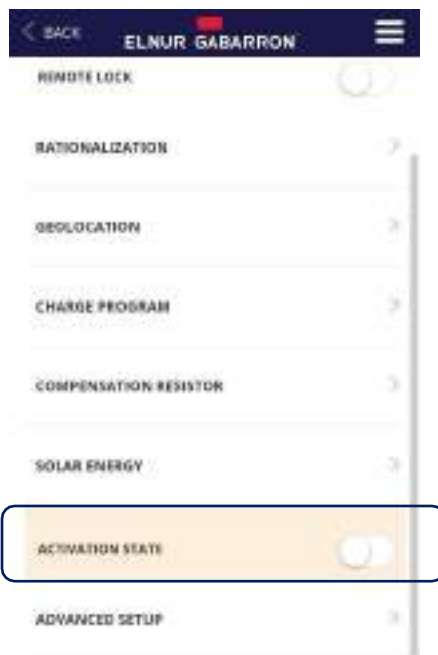 < BACK ELNUR GABARRON
REMOTE LOCK
RATIONALIZATION
GEOLOCATION
CHARGE PROGRAM
COMPENSATION RESISTOR
SOLAR ENERGY
ACTIVATION STATE
ADVANCED SETUP